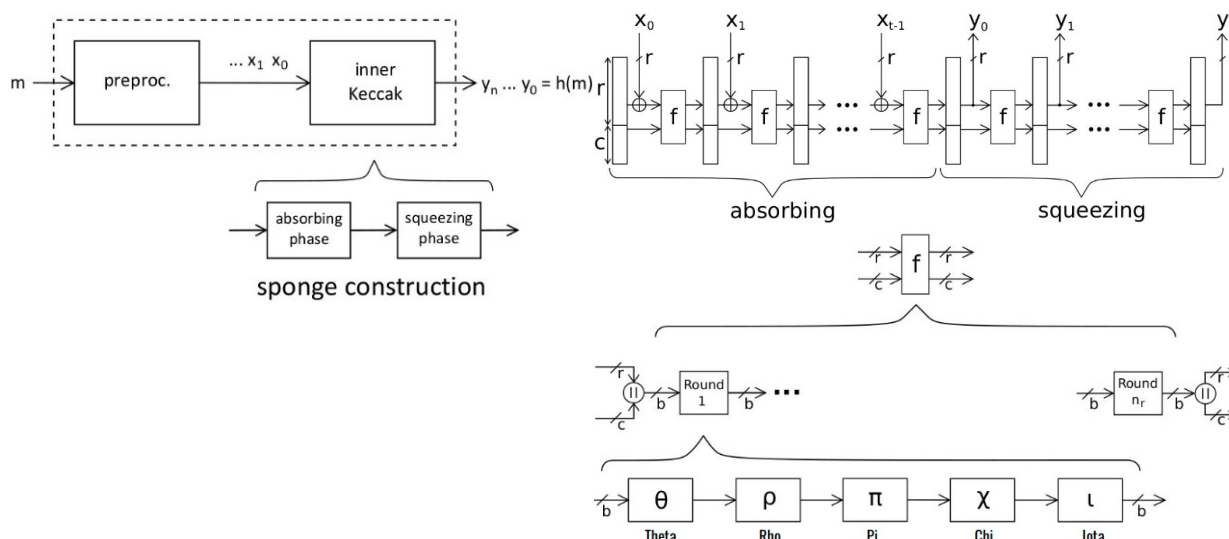 m
preproc.
... x₁ x₀
inner
Keccak
yₙ ... y₀ = h(m)
absorbing
phase
squeezing
phase
sponge construction
x₀ x₁ xₜ₋₁ y₀ y₁ y
r r r r r
r
c
f f ••• f f ••• f
•••  •••
absorbing squeezing
r f r
c c
r r
|| b Round 1 b ••• b Round nᵣ b ||
c c
b θ ρ π χ ι b
Theta Rho Pi Chi Iota